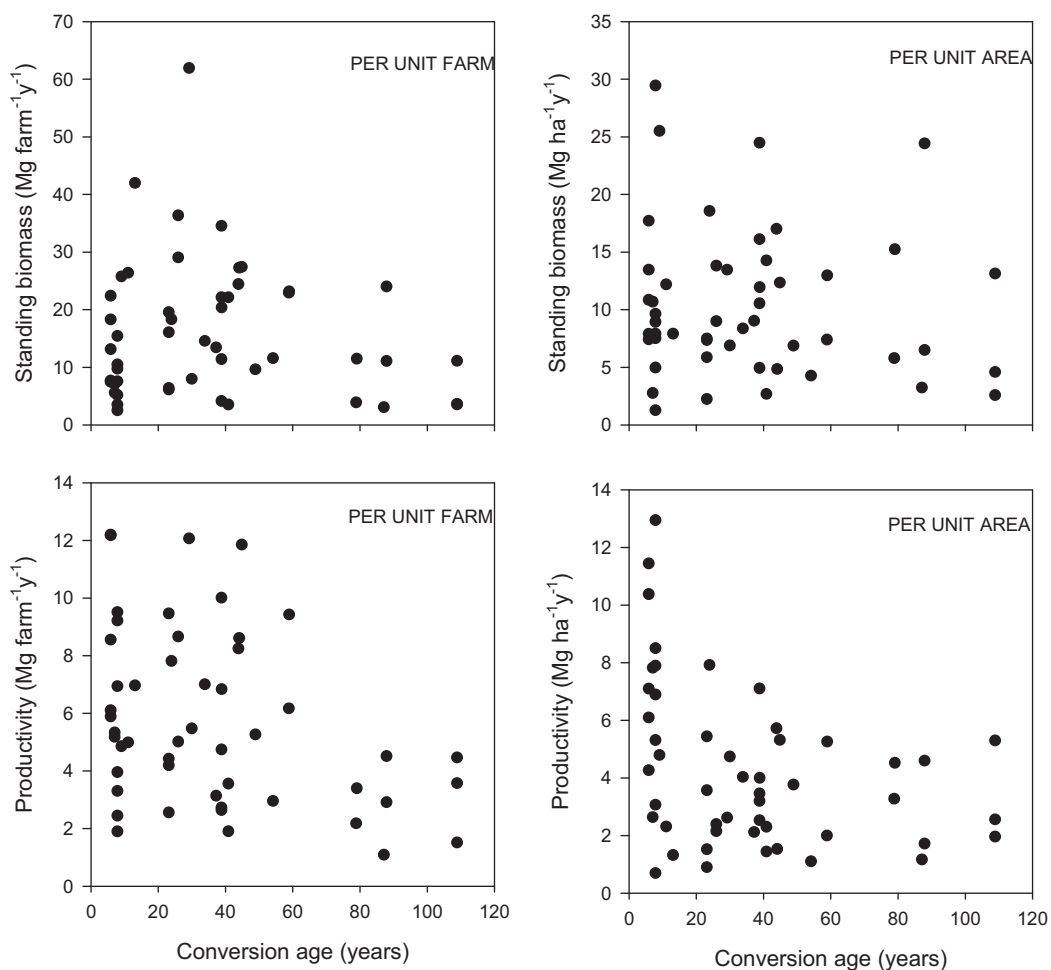 PER UNIT FARM
Standing biomass (Mg farm⁻¹y⁻¹)
70
60
50
40
30
20
10
0
PER UNIT AREA
Standing biomass (Mg ha⁻¹y⁻¹)
35
30
25
20
15
10
5
0
PER UNIT FARM
Productivity (Mg farm⁻¹y⁻¹)
14
12
10
8
6
4
2
0
0 20 40 60 80 100 120
Conversion age (years)
PER UNIT AREA
Productivity (Mg ha⁻¹y⁻¹)
14
12
10
8
6
4
2
0
0 20 40 60 80 100 120
Conversion age (years)